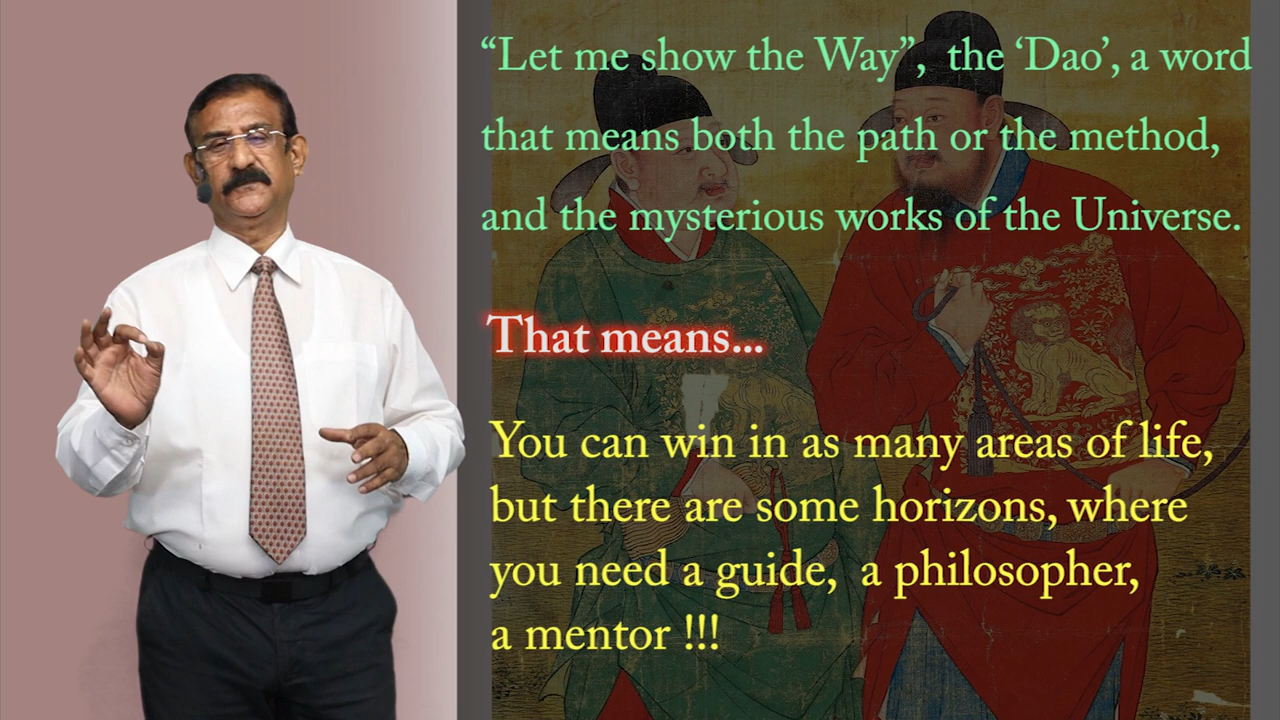 “Let me show the Way”,  the ‘Dao’, a word
that means both the path or the method,
and the mysterious works of the Universe.
That means...
You can win in as many areas of life,
but there are some horizons, where
you need a guide,  a philosopher,
a mentor !!!